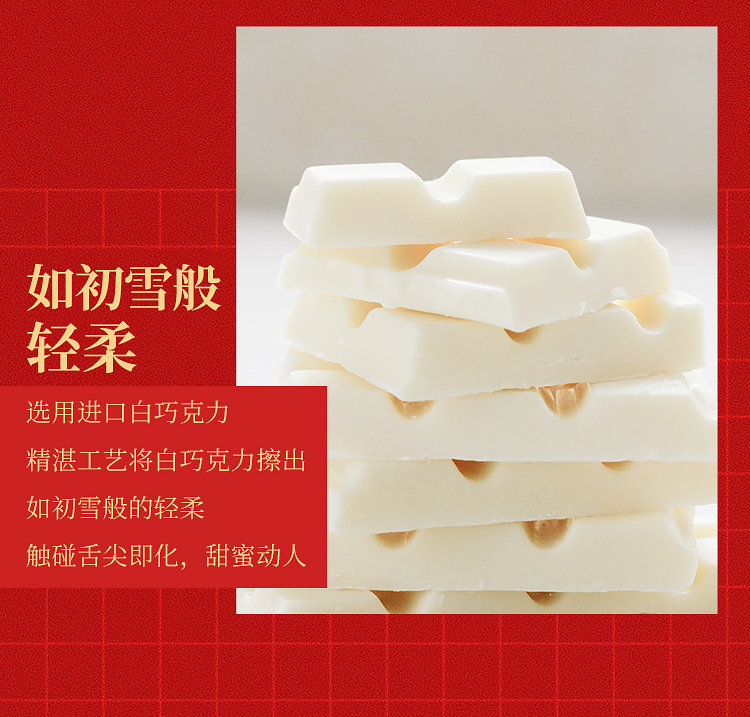 如初雪般
轻柔
选用进口白巧克力
精湛工艺将白巧克力擦出
如初雪般的轻柔
触碰舌尖即化，甜蜜动人